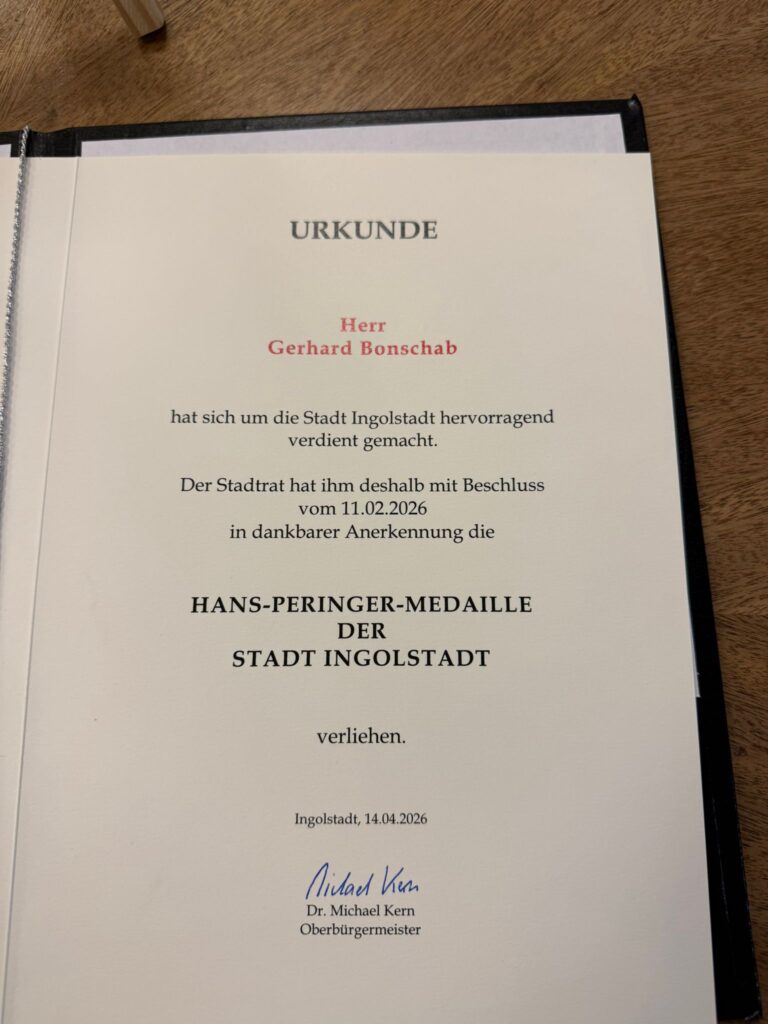 URKUNDE
Herr
Gerhard Bonschab
hat sich um die Stadt Ingolstadt hervorragend
verdient gemacht.
Der Stadtrat hat ihm deshalb mit Beschluss
vom 11.02.2026
in dankbarer Anerkennung die
HANS-PERINGER-MEDAILLE
DER
STADT INGOLSTADT
verliehen.
Ingolstadt, 14.04.2026
Michael Kern
Dr. Michael Kern
Oberbürgermeister